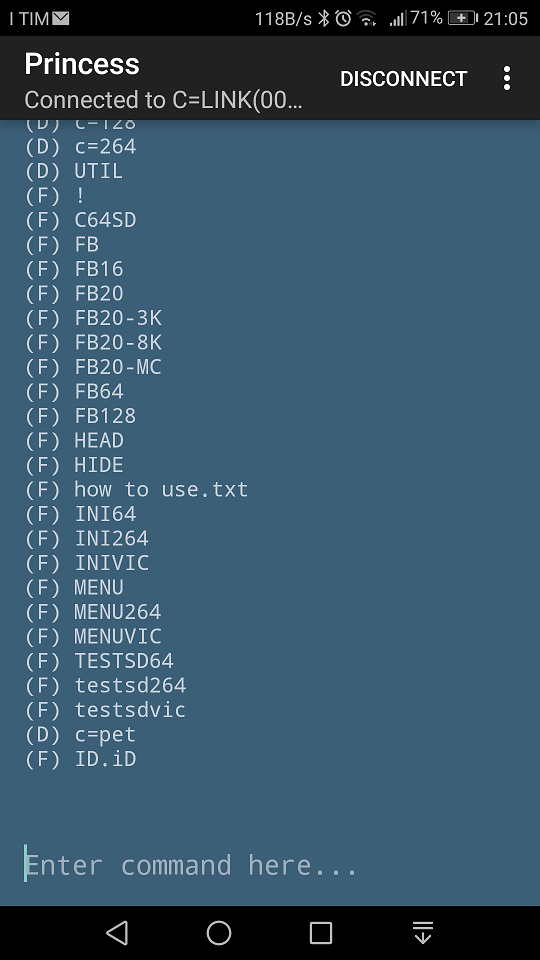 I TIM 118B/s 71% 21:05
Princess
DISCONNECT
Connected to C=LINK(00...
(D) c=128
(D) c=264
(D) UTIL
(F) !
(F) C64SD
(F) FB
(F) FB16
(F) FB20
(F) FB20-3K
(F) FB20-8K
(F) FB20-MC
(F) FB64
(F) FB128
(F) HEAD
(F) HIDE
(F) how to use.txt
(F) INI64
(F) INI264
(F) INIVIC
(F) MENU
(F) MENU264
(F) MENUVIC
(F) TESTSD64
(F) testsd264
(F) testsdvic
(D) c=pet
(F) ID.iD
Enter command here...